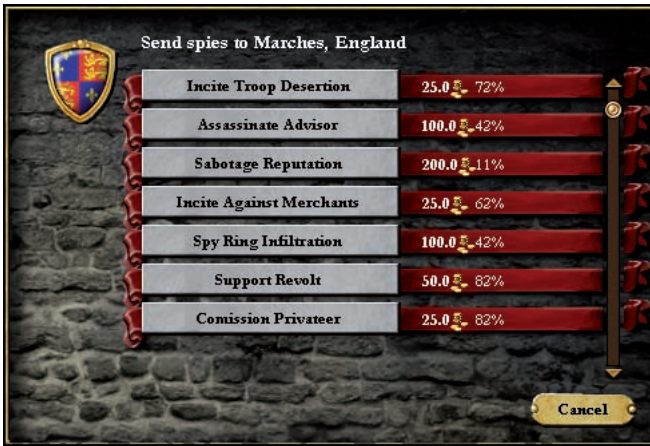 Send spies to Marches, England
Incite Troop Desertion 25.0 72%
Assassinate Advisor 100.0 42%
Sabotage Reputation 200.0 11%
Incite Against Merchants 25.0 62%
Spy Ring Infiltration 100.0 42%
Support Revolt 50.0 82%
Comission Privateer 25.0 82%
Cancel